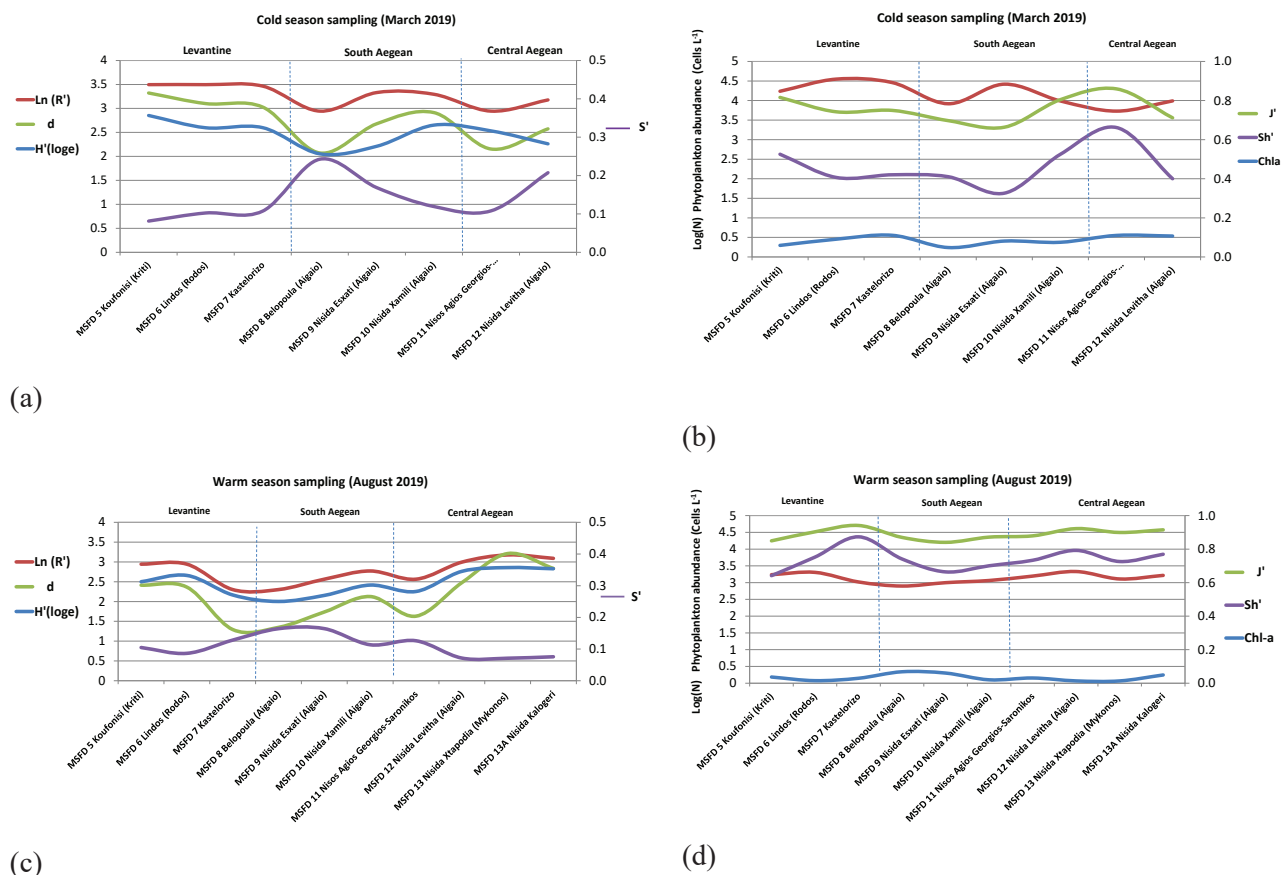 Cold season sampling (March 2019)
Levantine South Aegean Central Aegean
4
3.5
3
2.5
2
1.5
1
0.5
0
0.5
0.4
0.3
0.2
0.1
0.0
Ln (R')
d
H'(loge)
S'
MSFD 5 Koufonisi (Kriti)
MSFD 6 Lindos (Rodos)
MSFD 7 Kastelorizo
MSFD 8 Belopoula (Aigaio)
MSFD 9 Nisida Esxati (Aigaio)
MSFD 10 Nisida Xamili (Aigaio)
MSFD 11 Nisos Agios Georgios-...
MSFD 12 Nisida Levitha (Aigaio)
(a)
Cold season sampling (March 2019)
Levantine South Aegean Central Aegean
Log(N) Phytoplankton abundance (Cells L-1)
5
4.5
4
3.5
3
2.5
2
1.5
1
0.5
0
1.0
0.8
0.6
0.4
0.2
0.0
J'
Sh'
Chla
MSFD 5 Koufonisi (Kriti)
MSFD 6 Lindos (Rodos)
MSFD 7 Kastelorizo
MSFD 8 Belopoula (Aigaio)
MSFD 9 Nisida Esxati (Aigaio)
MSFD 10 Nisida Xamili (Aigaio)
MSFD 11 Nisos Agios Georgios-...
MSFD 12 Nisida Levitha (Aigaio)
(b)
Warm season sampling (August 2019)
Levantine South Aegean Central Aegean
4
3.5
3
2.5
2
1.5
1
0.5
0
0.5
0.4
0.3
0.2
0.1
0.0
Ln (R')
d
H'(loge)
S'
MSFD 5 Koufonisi (Kriti)
MSFD 6 Lindos (Rodos)
MSFD 7 Kastelorizo
MSFD 8 Belopoula (Aigaio)
MSFD 9 Nisida Esxati (Aigaio)
MSFD 10 Nisida Xamili (Aigaio)
MSFD 11 Nisos Agios Georgios-Saronikos
MSFD 12 Nisida Levitha (Aigaio)
MSFD 13 Nisida Xtapodia (Mykonos)
MSFD 13A Nisida Kalogeri
(c)
Warm season sampling (August 2019)
Levantine South Aegean Central Aegean
Log(N) Phytoplankton abundance (Cells L-1)
5
4.5
4
3.5
3
2.5
2
1.5
1
0.5
0
1.0
0.8
0.6
0.4
0.2
0.0
J'
Sh'
Chl-a
MSFD 5 Koufonisi (Kriti)
MSFD 6 Lindos (Rodos)
MSFD 7 Kastelorizo
MSFD 8 Belopoula (Aigaio)
MSFD 9 Nisida Esxati (Aigaio)
MSFD 10 Nisida Xamili (Aigaio)
MSFD 11 Nisos Agios Georgios-Saronikos
MSFD 12 Nisida Levitha (Aigaio)
MSFD 13 Nisida Xtapodia (Mykonos)
MSFD 13A Nisida Kalogeri
(d)